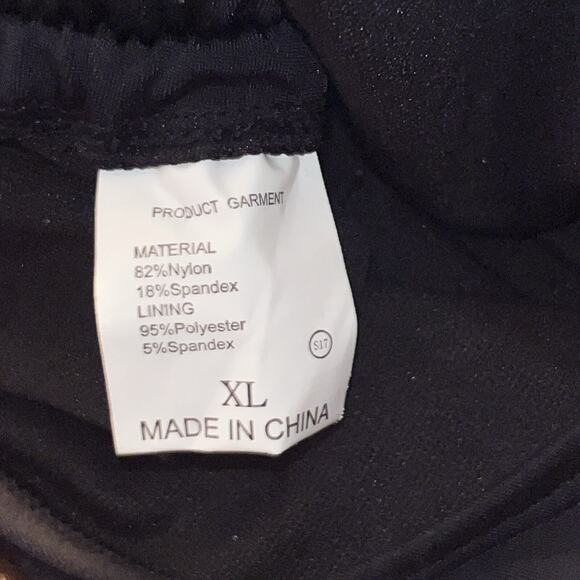 PRODUCT GARMENT
MATERIAL
82%Nylon
18%Spandex
LINING
95%Polyester
5%Spandex
S17
XL
MADE IN CHINA